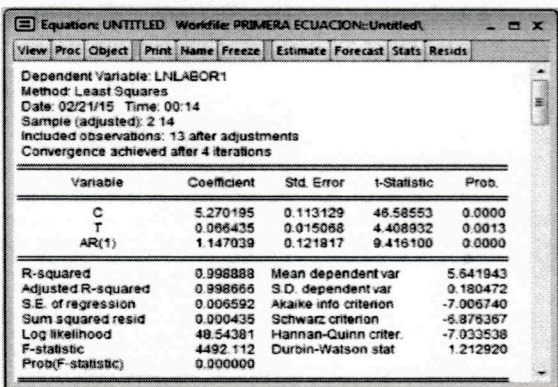 Equation: UNTITLED Workfile: PRIMERA ECUACION::Untitled\
View Proc Object Print Name Freeze Estimate Forecast Stats Resids
Dependent Variable: LNLABOR1
Method: Least Squares
Date: 02/21/15 Time: 00:14
Sample (adjusted): 2 14
Included observations: 13 after adjustments
Convergence achieved after 4 iterations
Variable Coefficient Std. Error t-Statistic Prob.
C 5.270195 0.113129 46.58553 0.0000
T 0.066435 0.015068 4.408932 0.0013
AR(1) 1.147039 0.121817 9.416100 0.0000
R-squared 0.998888 Mean dependent var 5.641943
Adjusted R-squared 0.998666 S.D. dependent var 0.180472
S.E. of regression 0.006592 Akaike info criterion -7.006740
Sum squared resid 0.000435 Schwarz criterion -6.876367
Log likelihood 48.54381 Hannan-Quinn criter. -7.033538
F-statistic 4492.112 Durbin-Watson stat 1.212920
Prob(F-statistic) 0.000000